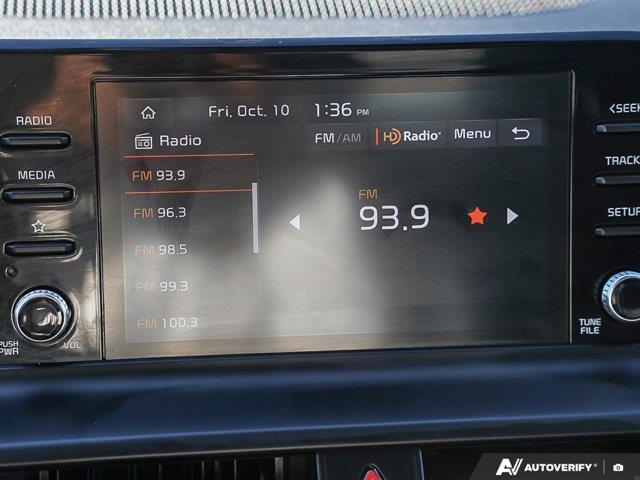 RADIO
MEDIA
PUSH
PWR
VOL
Fri, Oct. 10 1:36 PM
Radio
FM/AM HD Radio Menu
FM 93.9
FM 96.3
FM 98.5
FM 99.3
FM 100.3
FM
93.9
<SEEK
TRACK
SETUP
TUNE
FILE
AUTOVERIFY